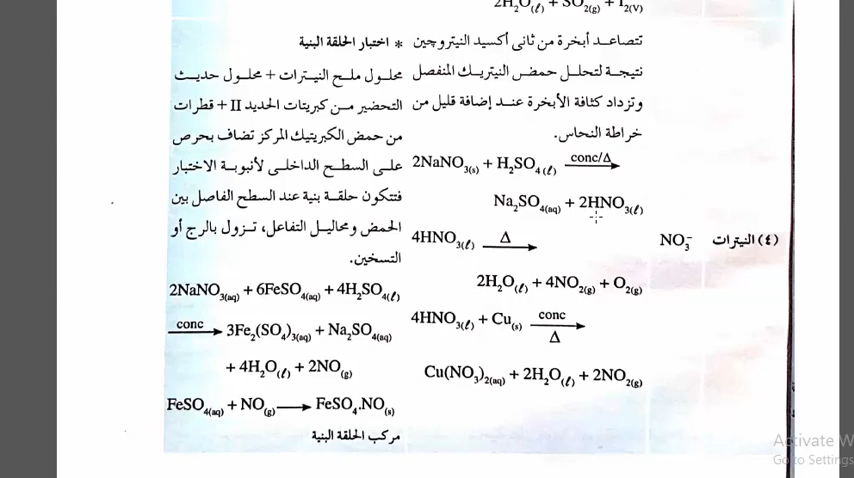 2H₂O(ℓ) + SO₂(g) + I₂(V)
(٤) النيترات NO₃⁻
تتصاعد أبخرة من ثانى أكسيد النيتروچين
نتيجة لتحلل حمض النيتريك المنفصل
وتزداد كثافة الأبخرة عند إضافة قليل من
خراطة النحاس.
2NaNO₃(s) + H₂SO₄(ℓ) conc/Δ →
Na₂SO₄(aq) + 2HNO₃(ℓ)
4HNO₃(ℓ) Δ →
2H₂O(ℓ) + 4NO₂(g) + O₂(g)
4HNO₃(ℓ) + Cu(s) conc Δ →
Cu(NO₃)₂(aq) + 2H₂O(ℓ) + 2NO₂(g)
* اختبار الحلقة البنية
محلول ملح النيترات + محلول حديث
التحضير من كبريتات الحديد II + قطرات
من حمض الكبريتيك المركز تضاف بحرص
على السطح الداخلى لأنبوبة الاختبار
فتتكون حلقة بنية عند السطح الفاصل بين
الحمض ومحاليل التفاعل، تزول بالرج أو
التسخين.
2NaNO₃(aq) + 6FeSO₄(aq) + 4H₂SO₄(ℓ)
conc → 3Fe₂(SO₄)₃(aq) + Na₂SO₄(aq)
+ 4H₂O(ℓ) + 2NO(g)
FeSO₄(aq) + NO(g) → FeSO₄.NO(s)
مركب الحلقة البنية
Activate W
Go to Settings